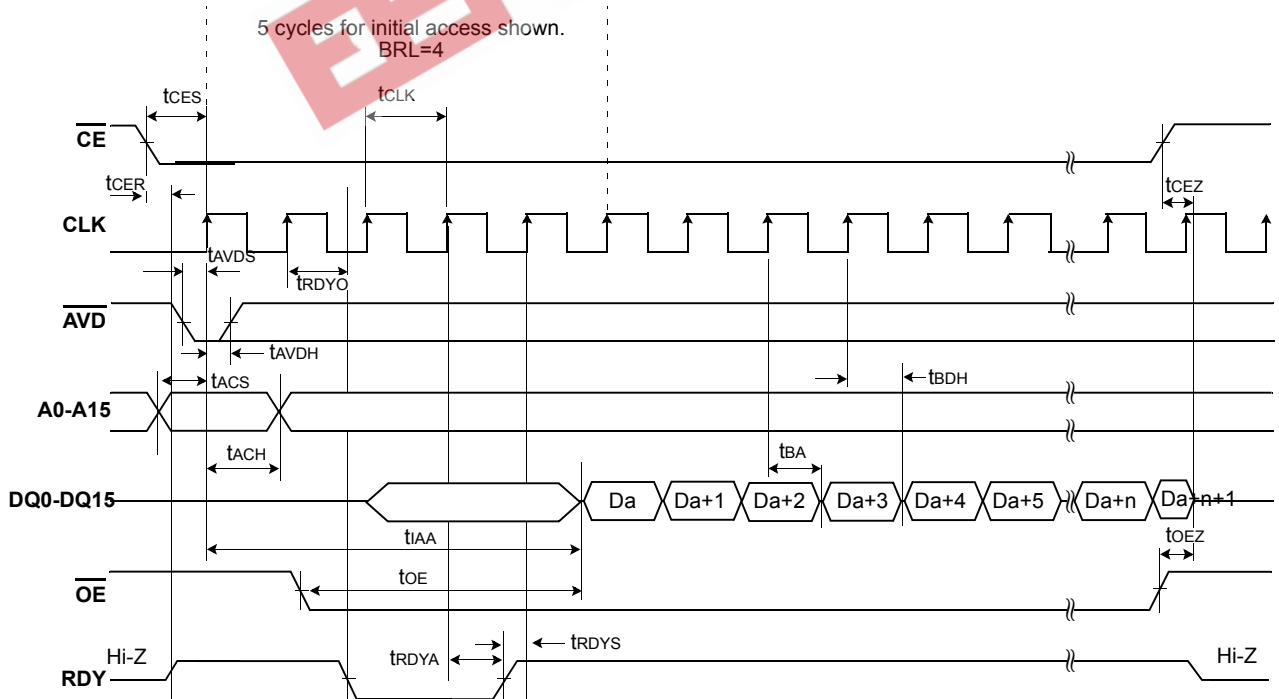 5 cycles for initial access shown.
BRL=4
tCES
tCLK
CE
tCER
tCEZ
CLK
tAVDS
tRDYO
AVD
tAVDH
tACS
tBDH
A0-A15
tACH
tBA
DQ0-DQ15
Da
Da+1
Da+2
Da+3
Da+4
Da+5
Da+n
Da+n+1
tIAA
tOEZ
tOE
OE
tRDYS
Hi-Z
tRDYA
Hi-Z
RDY